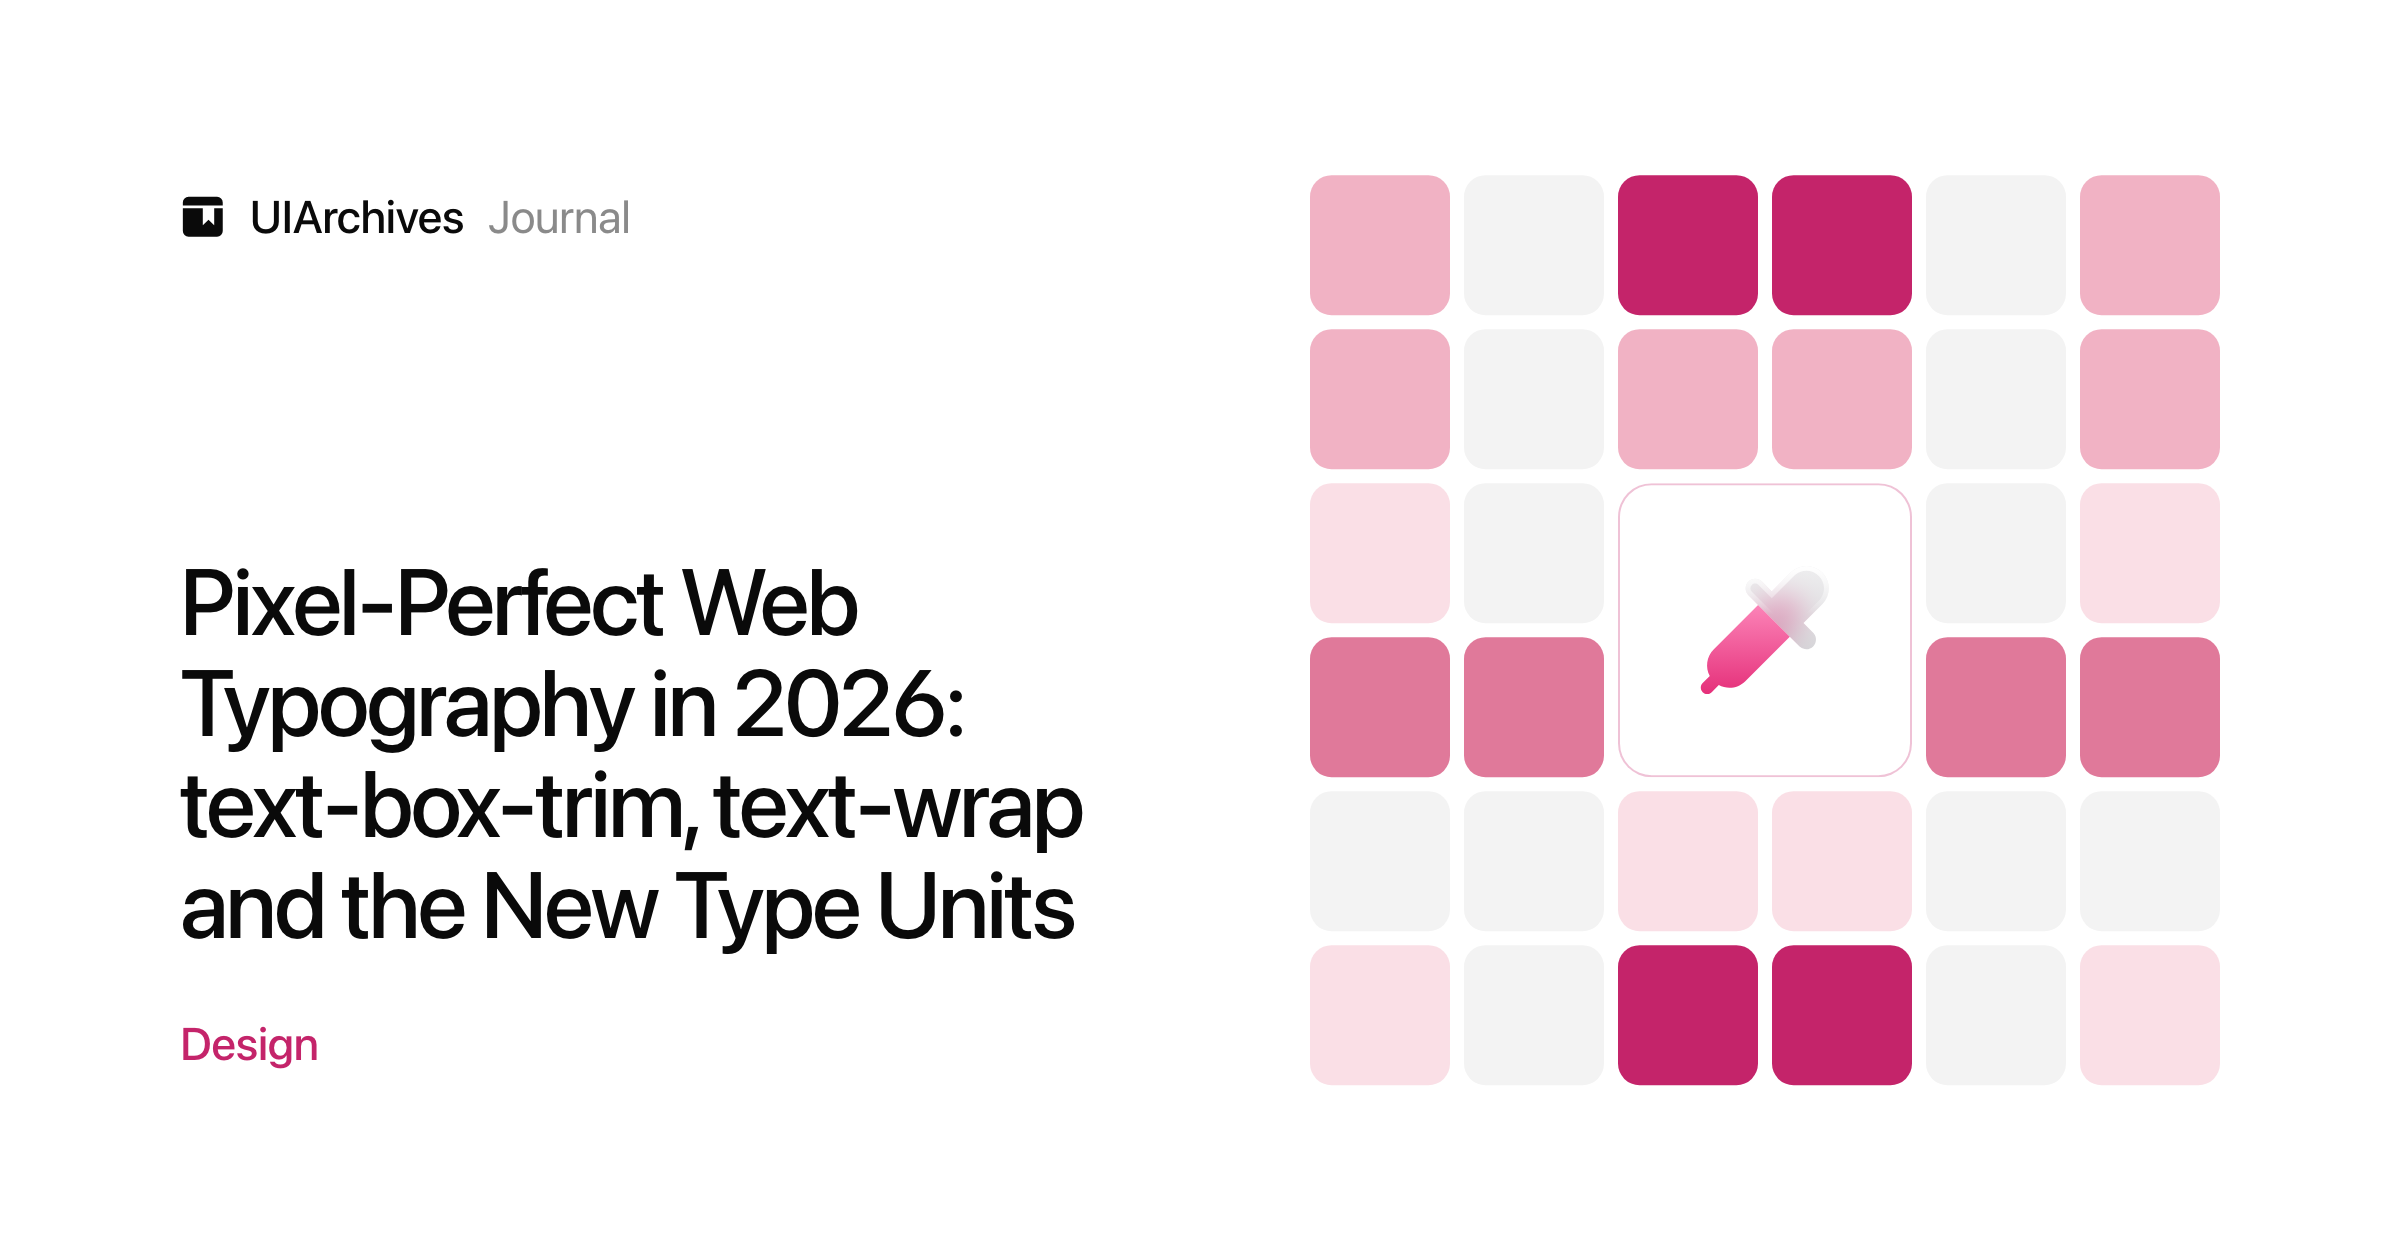 UIArchives Journal
Pixel-Perfect Web
Typography in 2026:
text-box-trim, text-wrap
and the New Type Units
Design